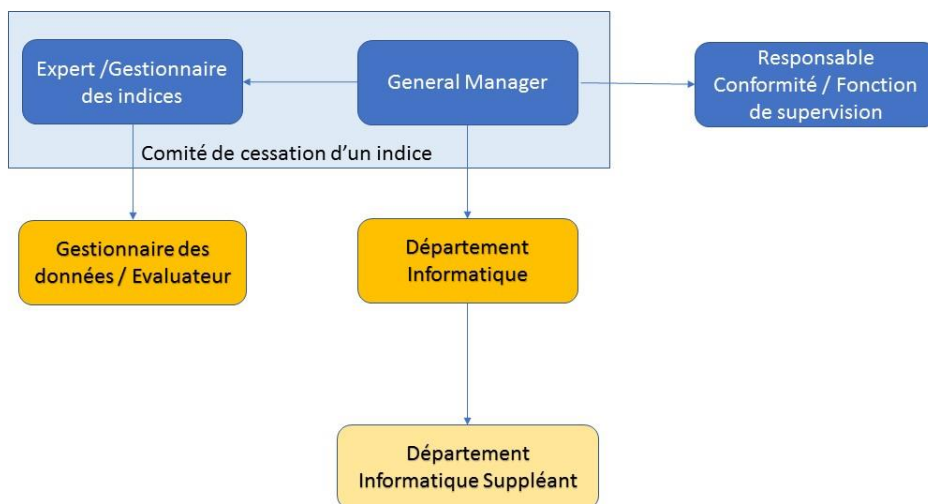 Expert /Gestionnaire
des indices
General Manager
Responsable
Conformité / Fonction
de supervision
Comité de cessation d'un indice
Gestionnaire des
données / Evaluateur
Département
Informatique
Département
Informatique Suppléant